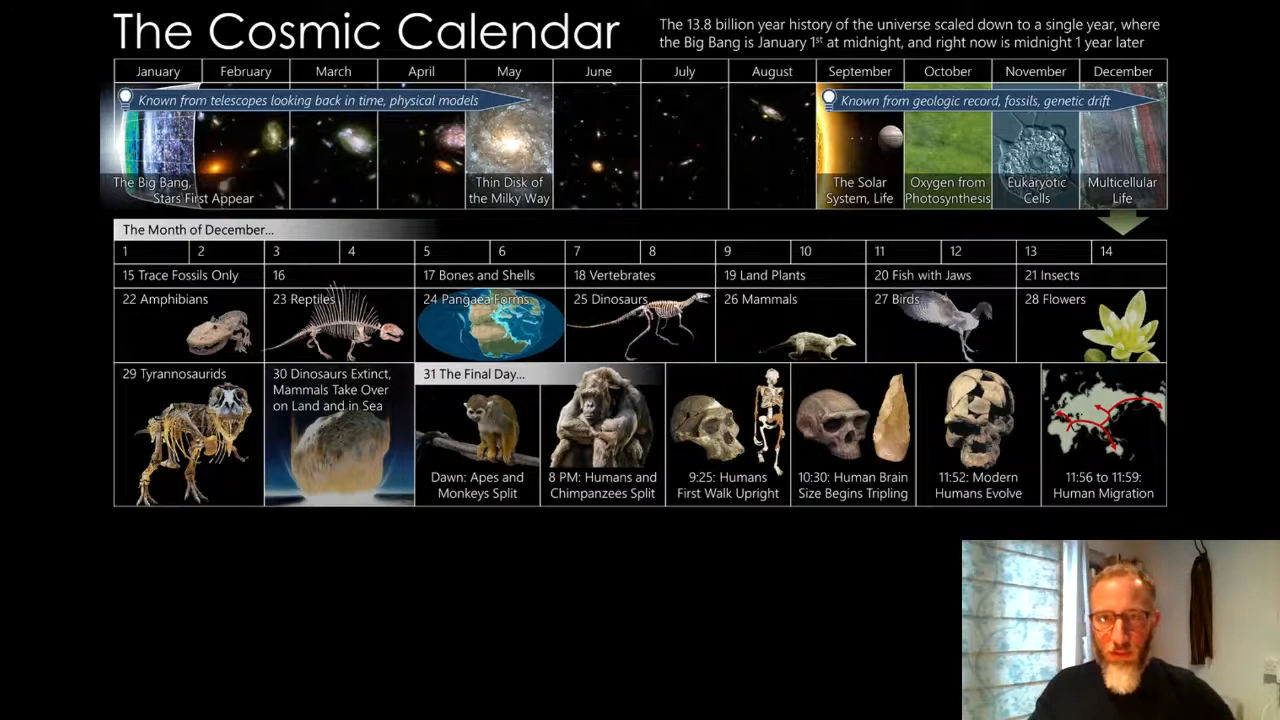 The Cosmic Calendar
The 13.8 billion year history of the universe scaled down to a single year, where
the Big Bang is January 1st at midnight, and right now is midnight 1 year later
January February March April May June July August September October November December
Known from telescopes looking back in time, physical models
Known from geologic record, fossils, genetic drift
The Big Bang,
Stars First Appear
Thin Disk of
the Milky Way
The Solar
System, Life
Oxygen from
Photosynthesis
Eukaryotic
Cells
Multicellular
Life
The Month of December...
1 2 3 4 5 6 7 8 9 10 11 12 13 14
15 Trace Fossils Only 16 17 Bones and Shells 18 Vertebrates 19 Land Plants 20 Fish with Jaws 21 Insects
22 Amphibians 23 Reptiles 24 Pangaea Forms 25 Dinosaurs 26 Mammals 27 Birds 28 Flowers
29 Tyrannosaurids
30 Dinosaurs Extinct,
Mammals Take Over
on Land and in Sea
31 The Final Day...
Dawn: Apes and
Monkeys Split
8 PM: Humans and
Chimpanzees Split
9:25: Humans
First Walk Upright
10:30: Human Brain
Size Begins Tripling
11:52: Modern
Humans Evolve
11:56 to 11:59:
Human Migration